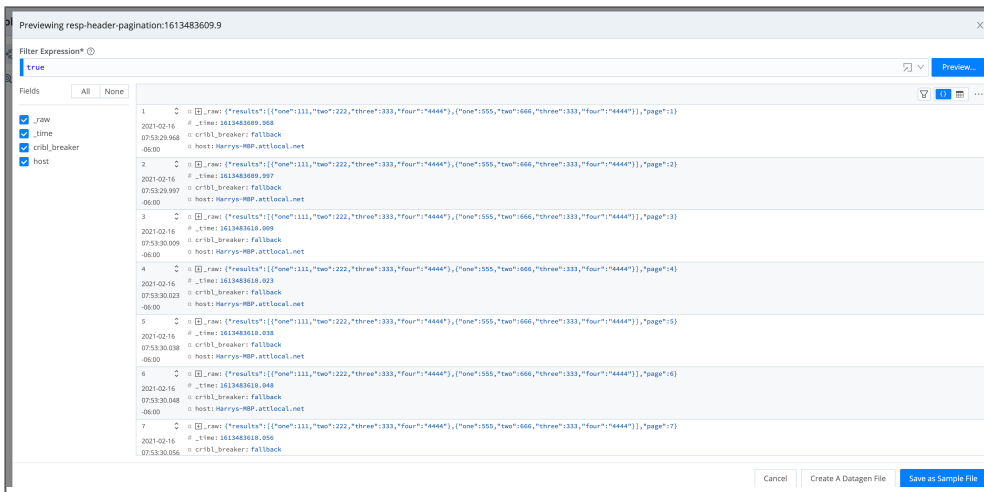 Previewing resp-header-pagination:1613483609.9
Filter Expression*
true
Preview...
Fields All None
_raw
_time
cribl_breaker
host
1 α _raw: {"results":[{"one":111,"two":222,"three":333,"four":"4444"},{"one":555,"two":666,"three":333,"four":"4444"}],"page":1}
2021-02-16 # _time: 1613483609.968
07:53:29.968 α cribl_breaker: fallback
-06:00 α host: Harrys-MBP.attlocal.net
2 α _raw: {"results":[{"one":111,"two":222,"three":333,"four":"4444"},{"one":555,"two":666,"three":333,"four":"4444"}],"page":2}
2021-02-16 # _time: 1613483609.997
07:53:29.997 α cribl_breaker: fallback
-06:00 α host: Harrys-MBP.attlocal.net
3 α _raw: {"results":[{"one":111,"two":222,"three":333,"four":"4444"},{"one":555,"two":666,"three":333,"four":"4444"}],"page":3}
2021-02-16 # _time: 1613483610.009
07:53:30.009 α cribl_breaker: fallback
-06:00 α host: Harrys-MBP.attlocal.net
4 α _raw: {"results":[{"one":111,"two":222,"three":333,"four":"4444"},{"one":555,"two":666,"three":333,"four":"4444"}],"page":4}
2021-02-16 # _time: 1613483610.023
07:53:30.023 α cribl_breaker: fallback
-06:00 α host: Harrys-MBP.attlocal.net
5 α _raw: {"results":[{"one":111,"two":222,"three":333,"four":"4444"},{"one":555,"two":666,"three":333,"four":"4444"}],"page":5}
2021-02-16 # _time: 1613483610.038
07:53:30.038 α cribl_breaker: fallback
-06:00 α host: Harrys-MBP.attlocal.net
6 α _raw: {"results":[{"one":111,"two":222,"three":333,"four":"4444"},{"one":555,"two":666,"three":333,"four":"4444"}],"page":6}
2021-02-16 # _time: 1613483610.048
07:53:30.048 α cribl_breaker: fallback
-06:00 α host: Harrys-MBP.attlocal.net
7 α _raw: {"results":[{"one":111,"two":222,"three":333,"four":"4444"},{"one":555,"two":666,"three":333,"four":"4444"}],"page":7}
2021-02-16 # _time: 1613483610.056
07:53:30.056 α cribl_breaker: fallback
Cancel Create A Datagen File Save as Sample File